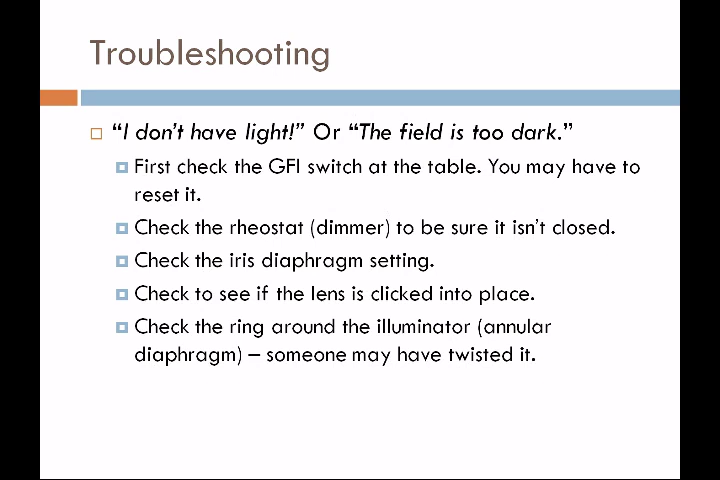 Troubleshooting
“I don’t have light!” Or “The field is too dark.”
First check the GFI switch at the table. You may have to
reset it.
Check the rheostat (dimmer) to be sure it isn’t closed.
Check the iris diaphragm setting.
Check to see if the lens is clicked into place.
Check the ring around the illuminator (annular
diaphragm) – someone may have twisted it.